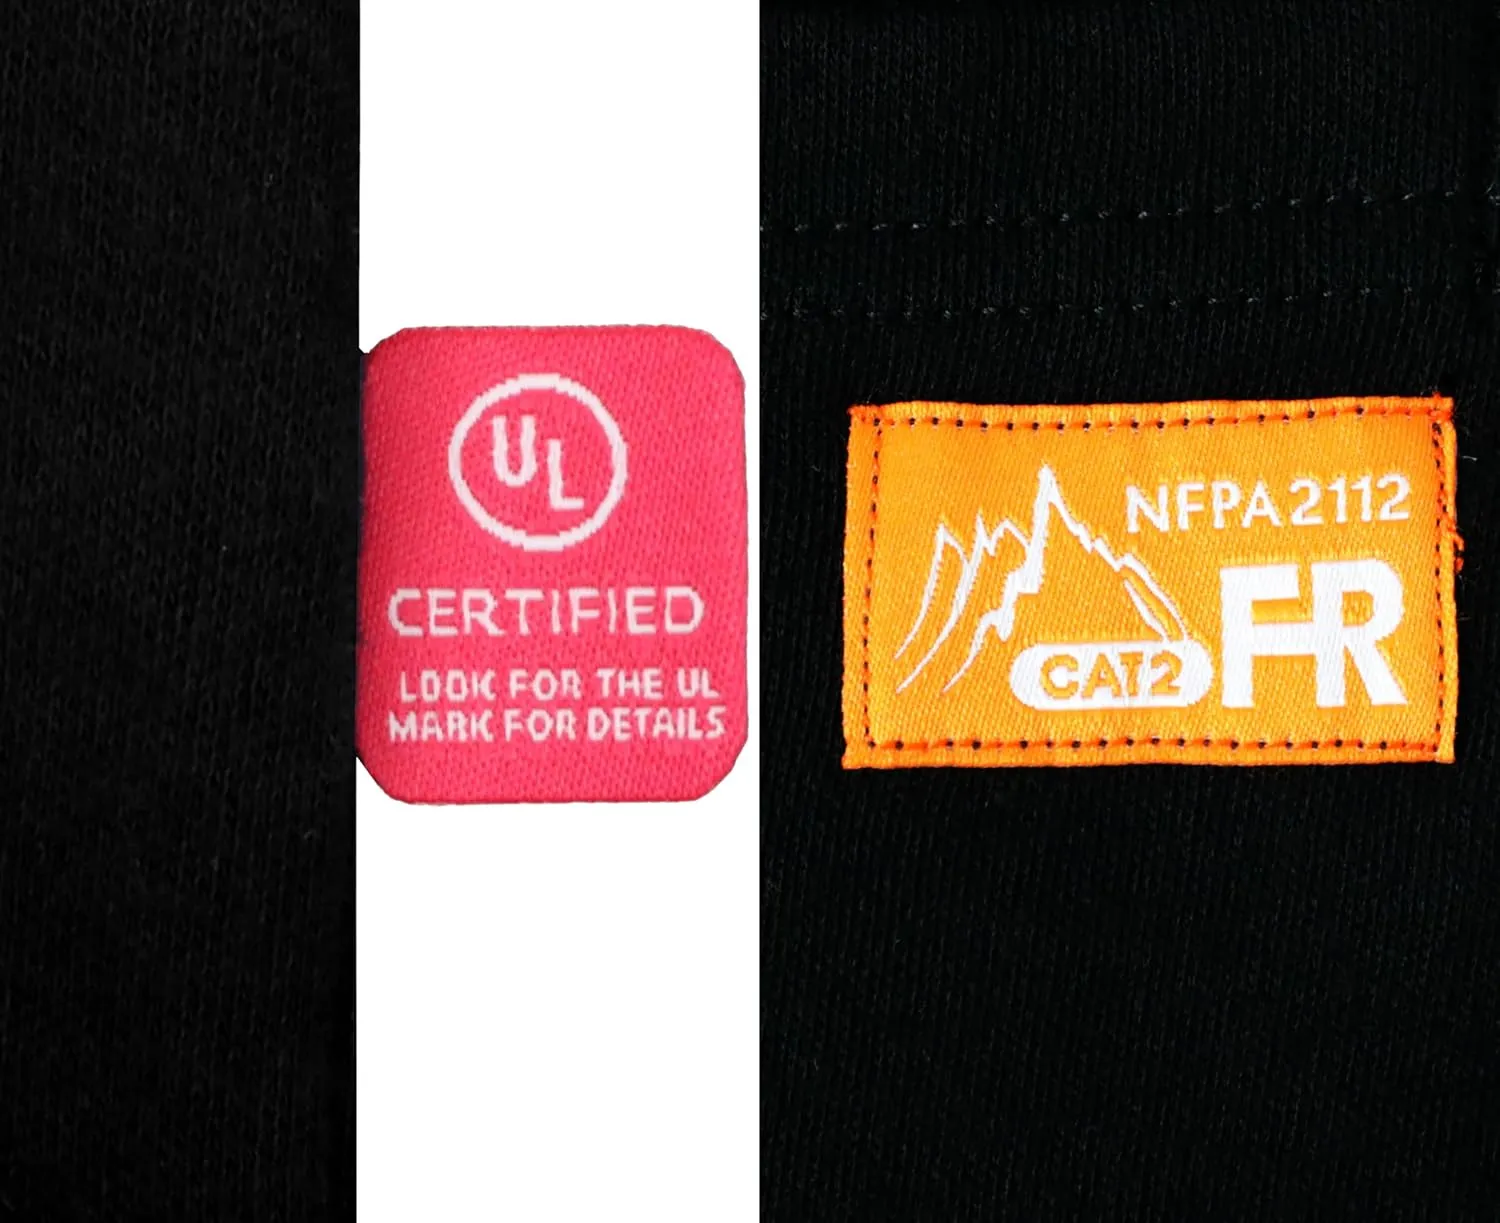 UL
CERTIFIED
LOOK FOR THE UL
MARK FOR DETAILS
NFPA 2112
FR
CAT2